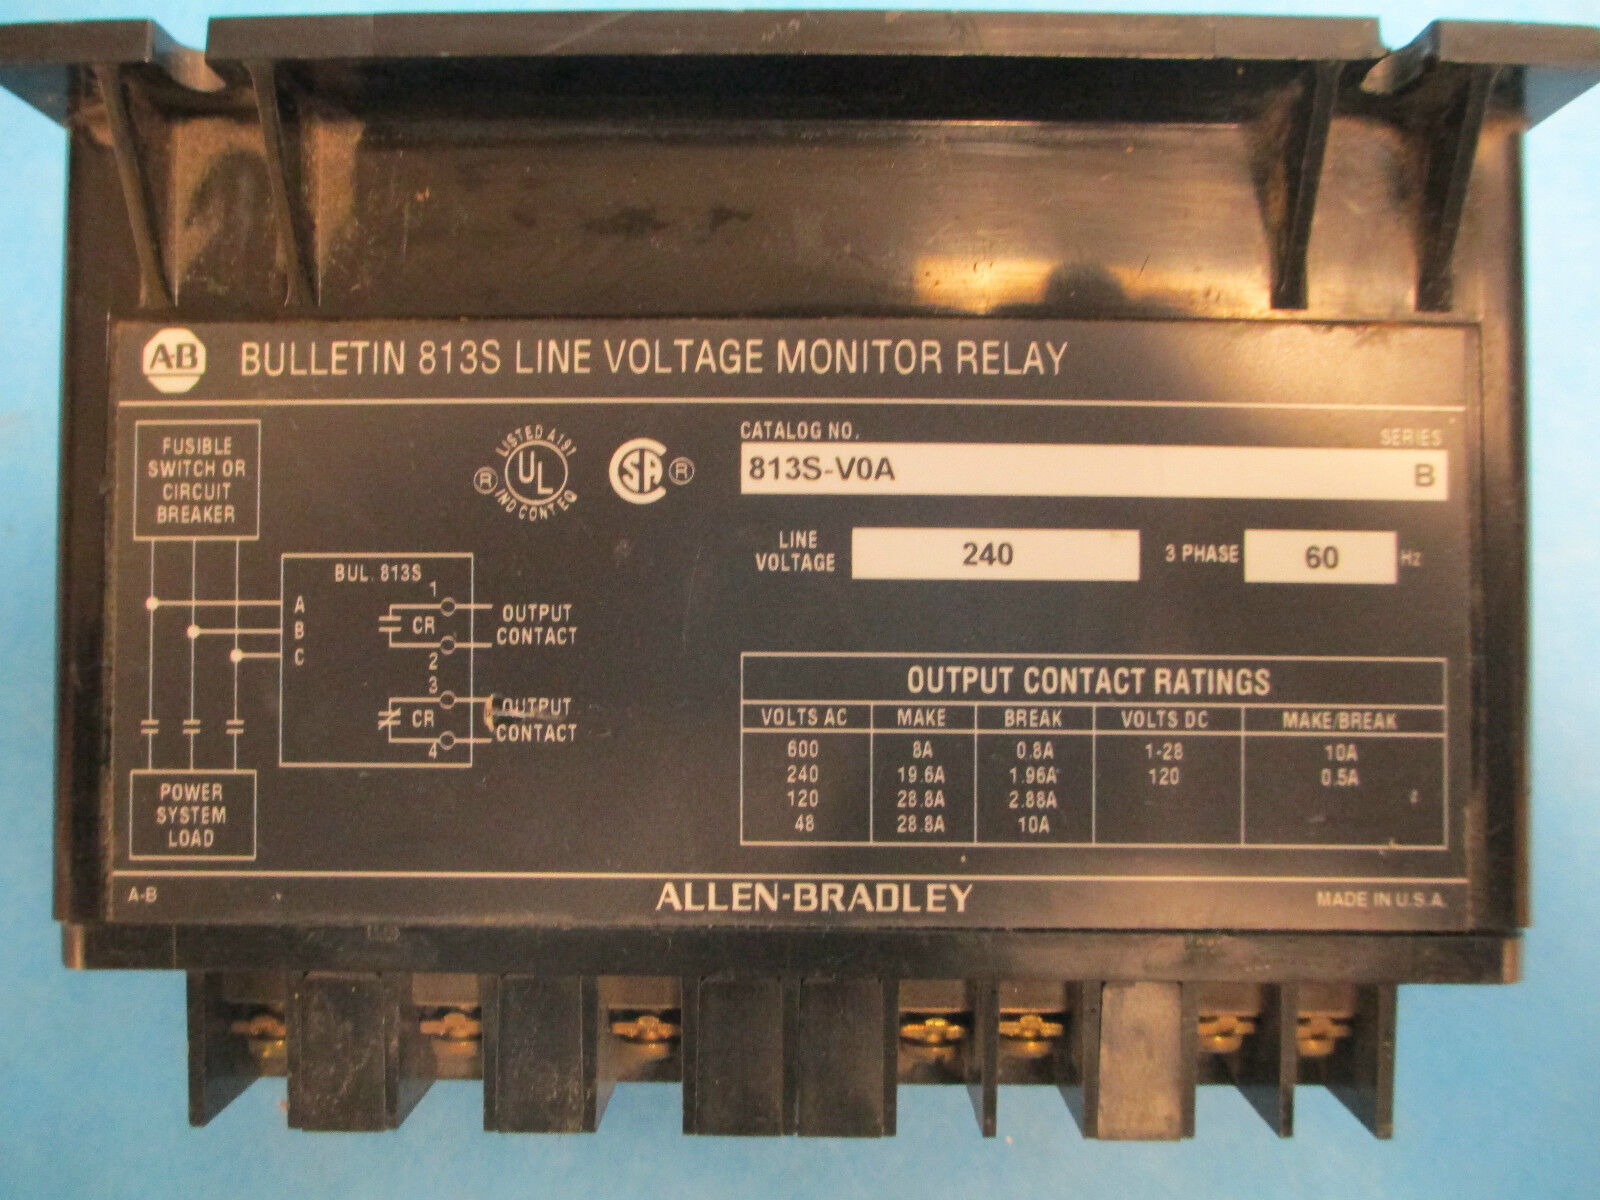 A-B BULLETIN 813S LINE VOLTAGE MONITOR RELAY
FUSIBLE
SWITCH OR
CIRCUIT
BREAKER
LISTED A191
® UL
IND CONT EQ
SA ®
CATALOG NO. SERIES
813S-V0A B
LINE
VOLTAGE 240 3 PHASE 60 Hz
BUL. 813S
A
B
C
1
CR
2
OUTPUT
CONTACT
3
CR
4
OUTPUT
CONTACT
POWER
SYSTEM
LOAD
OUTPUT CONTACT RATINGS
VOLTS AC MAKE BREAK VOLTS DC MAKE/BREAK
600 8A 0.8A 1-28 10A
240 19.6A 1.96A 120 0.5A
120 28.8A 2.88A
48 28.8A 10A
A-B ALLEN-BRADLEY MADE IN U.S.A.